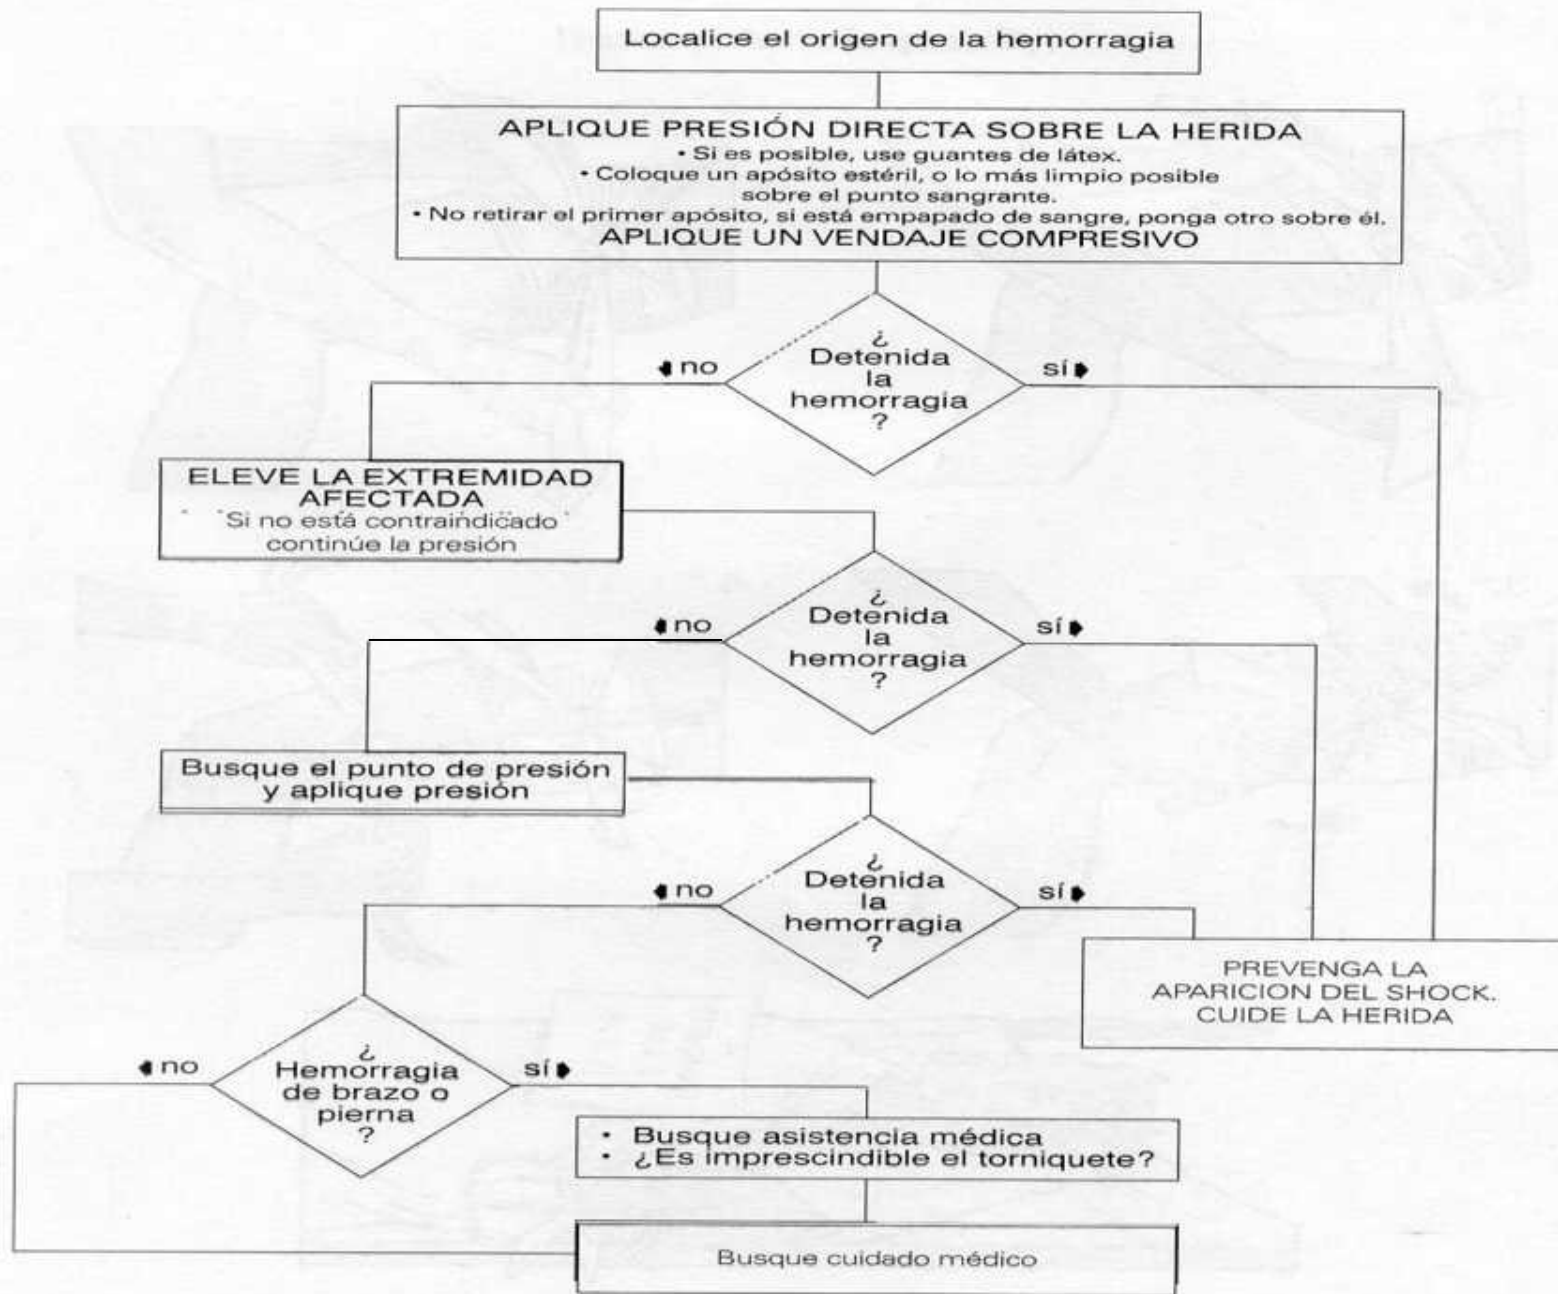 Localice el origen de la hemorragia
APLIQUE PRESIÓN DIRECTA SOBRE LA HERIDA
• Si es posible, use guantes de látex.
• Coloque un apósito estéril, o lo más limpio posible
sobre el punto sangrante.
• No retirar el primer apósito, si está empapado de sangre, ponga otro sobre él.
APLIQUE UN VENDAJE COMPRESIVO
¿
Detenida
la
hemorragia
?
no
sí
ELEVE LA EXTREMIDAD
AFECTADA
Si no está contraindicado
continúe la presión
¿
Detenida
la
hemorragia
?
no
sí
Busque el punto de presión
y aplique presión
¿
Detenida
la
hemorragia
?
no
sí
PREVENGA LA
APARICION DEL SHOCK.
CUIDE LA HERIDA
¿
Hemorragia
de brazo o
pierna
?
no
sí
• Busque asistencia médica
• ¿Es imprescindible el torniquete?
Busque cuidado médico